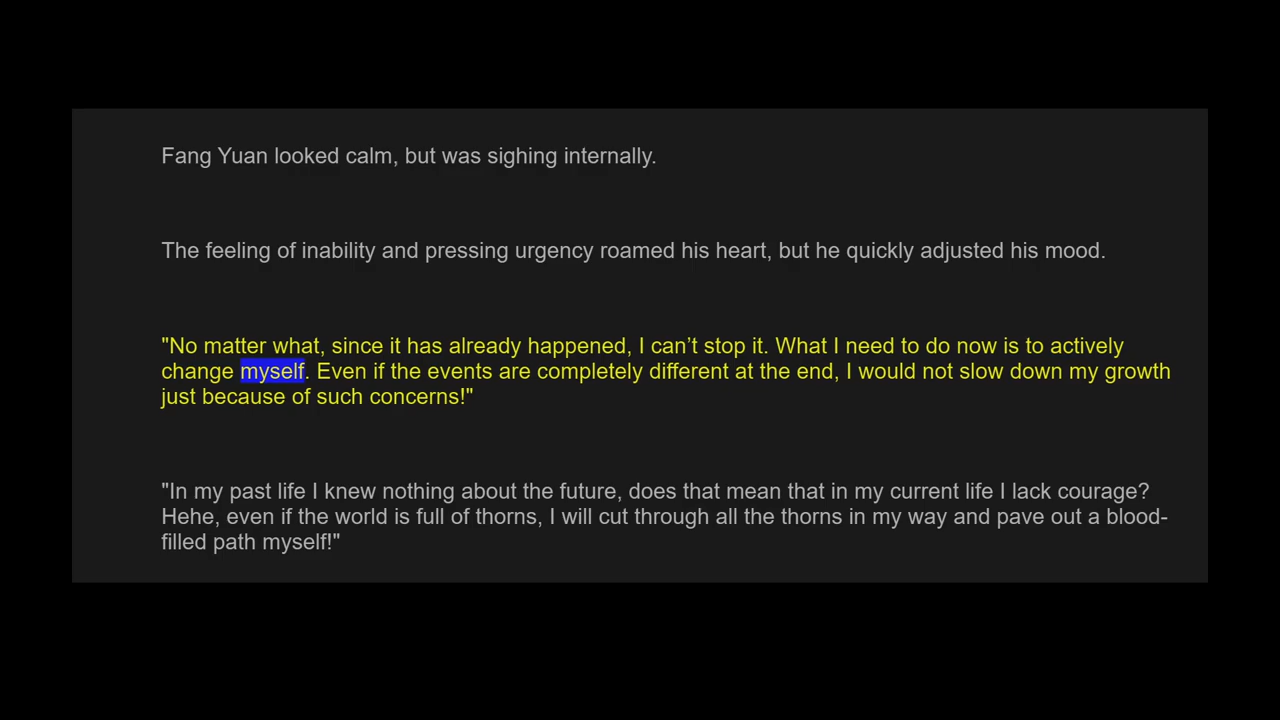 Fang Yuan looked calm, but was sighing internally.
The feeling of inability and pressing urgency roamed his heart, but he quickly adjusted his mood.
"No matter what, since it has already happened, I can’t stop it. What I need to do now is to actively
change myself. Even if the events are completely different at the end, I would not slow down my growth
just because of such concerns!"
"In my past life I knew nothing about the future, does that mean that in my current life I lack courage?
Hehe, even if the world is full of thorns, I will cut through all the thorns in my way and pave out a blood-
filled path myself!"